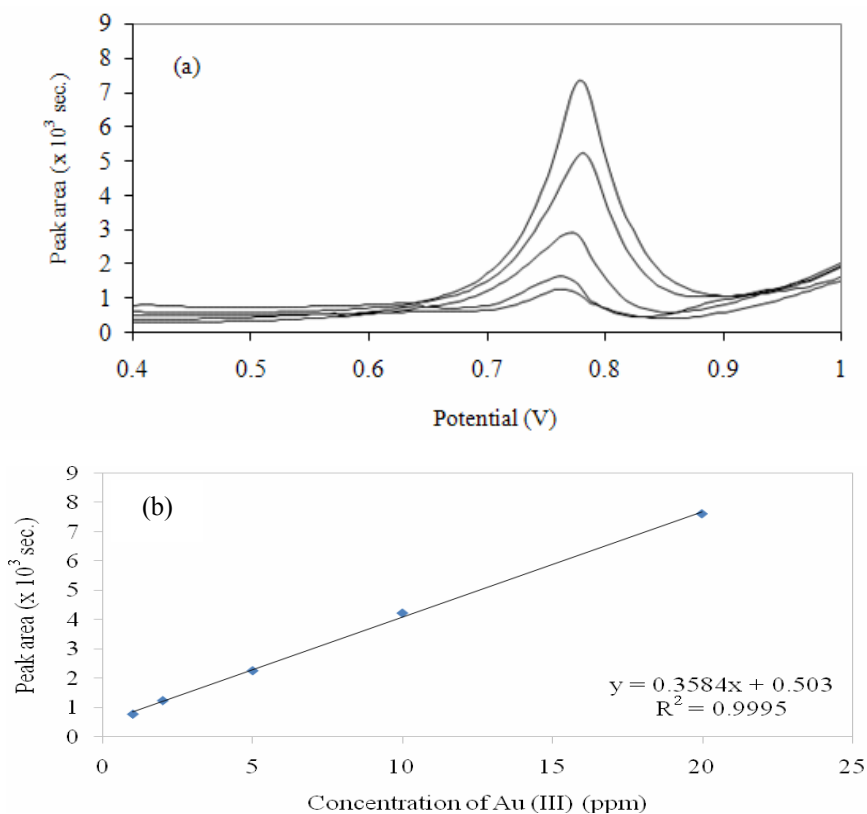 (a)
Peak area (x 10³ sec.)
9
8
7
6
5
4
3
2
1
0
0.4 0.5 0.6 0.7 0.8 0.9 1
Potential (V)
(b)
Peak area (x 10³ sec.)
9
8
7
6
5
4
3
2
1
0
y = 0.3584x + 0.503
R² = 0.9995
0 5 10 15 20 25
Concentration of Au (III) (ppm)